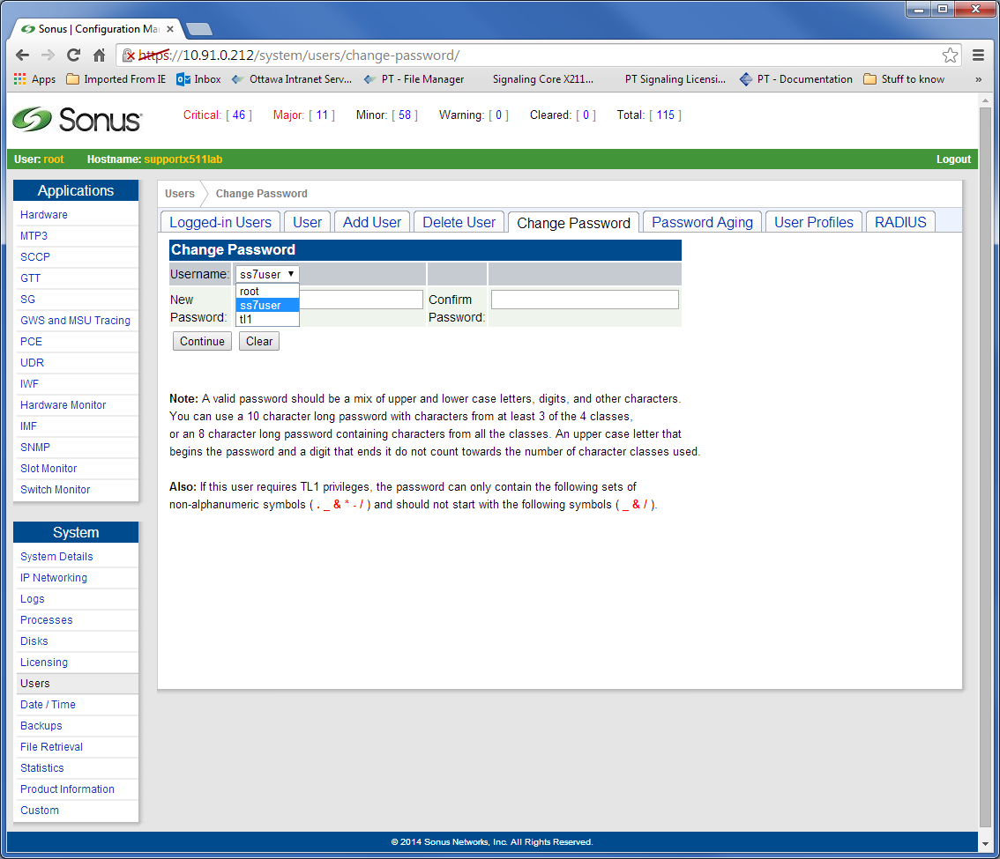 Sonus | Configuration Ma
https://10.91.0.212/system/users/change-password/
Apps Imported From IE Inbox Ottawa Intranet Serv... PT - File Manager Signaling Core X211... PT Signaling Licensi... PT - Documentation Stuff to know »
Sonus Critical: [ 46 ] Major: [ 11 ] Minor: [ 58 ] Warning: [ 0 ] Cleared: [ 0 ] Total: [ 115 ]
User: root Hostname: supportx511lab Logout
Applications
Hardware
MTP3
SCCP
GTT
SG
GWS and MSU Tracing
PCE
UDR
IWF
Hardware Monitor
IMF
SNMP
Slot Monitor
Switch Monitor
System
System Details
IP Networking
Logs
Processes
Disks
Licensing
Users
Date / Time
Backups
File Retrieval
Statistics
Product Information
Custom
Users Change Password
Logged-in Users User Add User Delete User Change Password Password Aging User Profiles RADIUS
Change Password
Username: ss7user
root
ss7user
tl1
New Password:
Confirm Password:
Continue Clear
Note: A valid password should be a mix of upper and lower case letters, digits, and other characters.
You can use a 10 character long password with characters from at least 3 of the 4 classes,
or an 8 character long password containing characters from all the classes. An upper case letter that
begins the password and a digit that ends it do not count towards the number of character classes used.
Also: If this user requires TL1 privileges, the password can only contain the following sets of
non-alphanumeric symbols ( . _ & * - / ) and should not start with the following symbols ( _ & / ).
© 2014 Sonus Networks, Inc. All Rights Reserved.